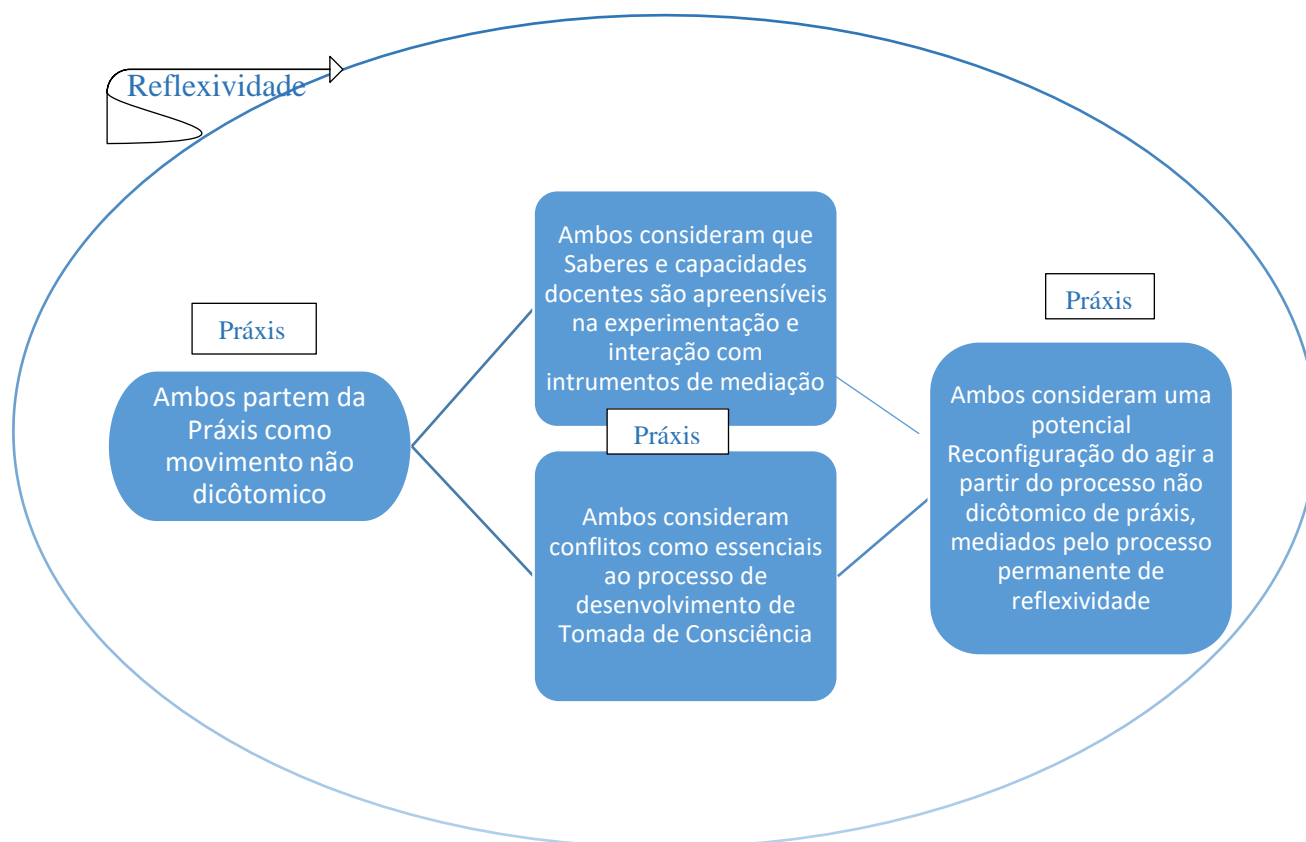 Reflexividade
Práxis
Ambos partem da
Práxis como
movimento não
dicôtomico
Ambos consideram que
Saberes e capacidades
docentes são apreensíveis
na experimentação e
interação com
intrumentos de mediação
Práxis
Ambos consideram
conflitos como essenciais
ao processo de
desenvolvimento de
Tomada de Consciência
Práxis
Ambos consideram uma
potencial
Reconfiguração do agir a
partir do processo não
dicôtomico de práxis,
mediados pelo processo
permanente de
reflexividade